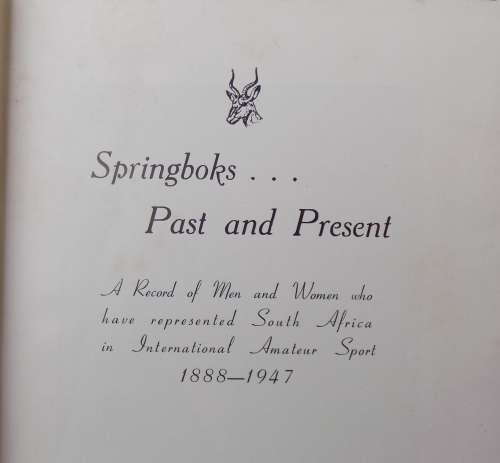 Springboks . . .
Past and Present
A Record of Men and Women who
have represented South Africa
in International Amateur Sport
1888—1947